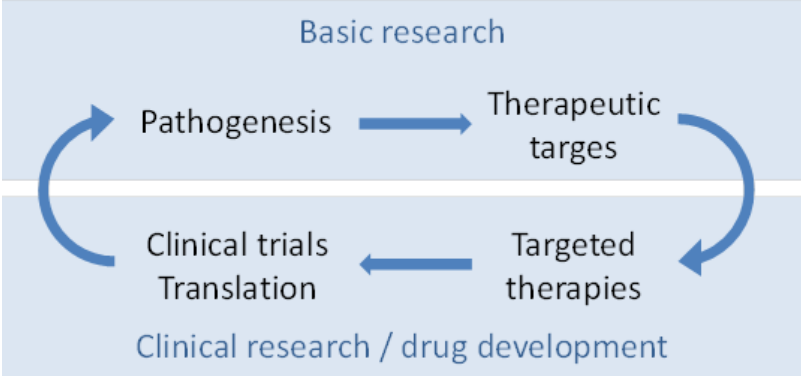 Basic research
Pathogenesis
Therapeutic
targes
Clinical trials
Translation
Targeted
therapies
Clinical research / drug development